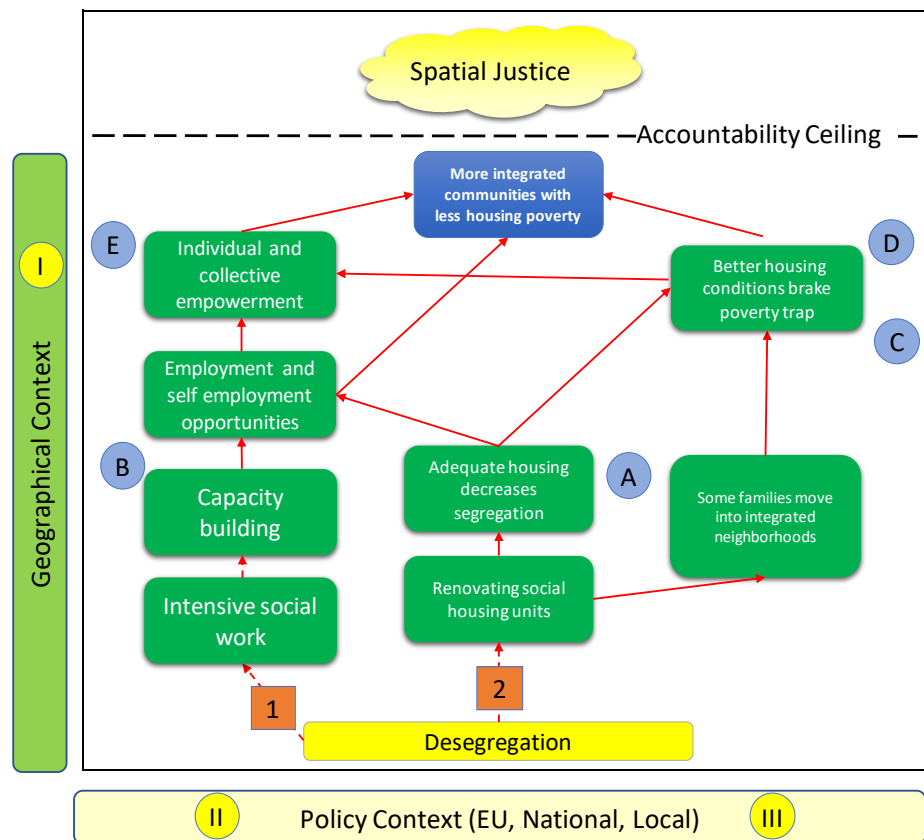 Spatial Justice
Accountability Ceiling
More integrated
communities with
less housing poverty
E
Individual and
collective
empowerment
D
Better housing
conditions brake
poverty trap
I
C
Geographical Context
Employment and
self employment
opportunities
B
Capacity
building
Adequate housing
decreases
segregation
A
Some families move
into integrated
neighborhoods
Intensive social
work
Renovating social
housing units
1
2
Desegregation
II
Policy Context (EU, National, Local)
III